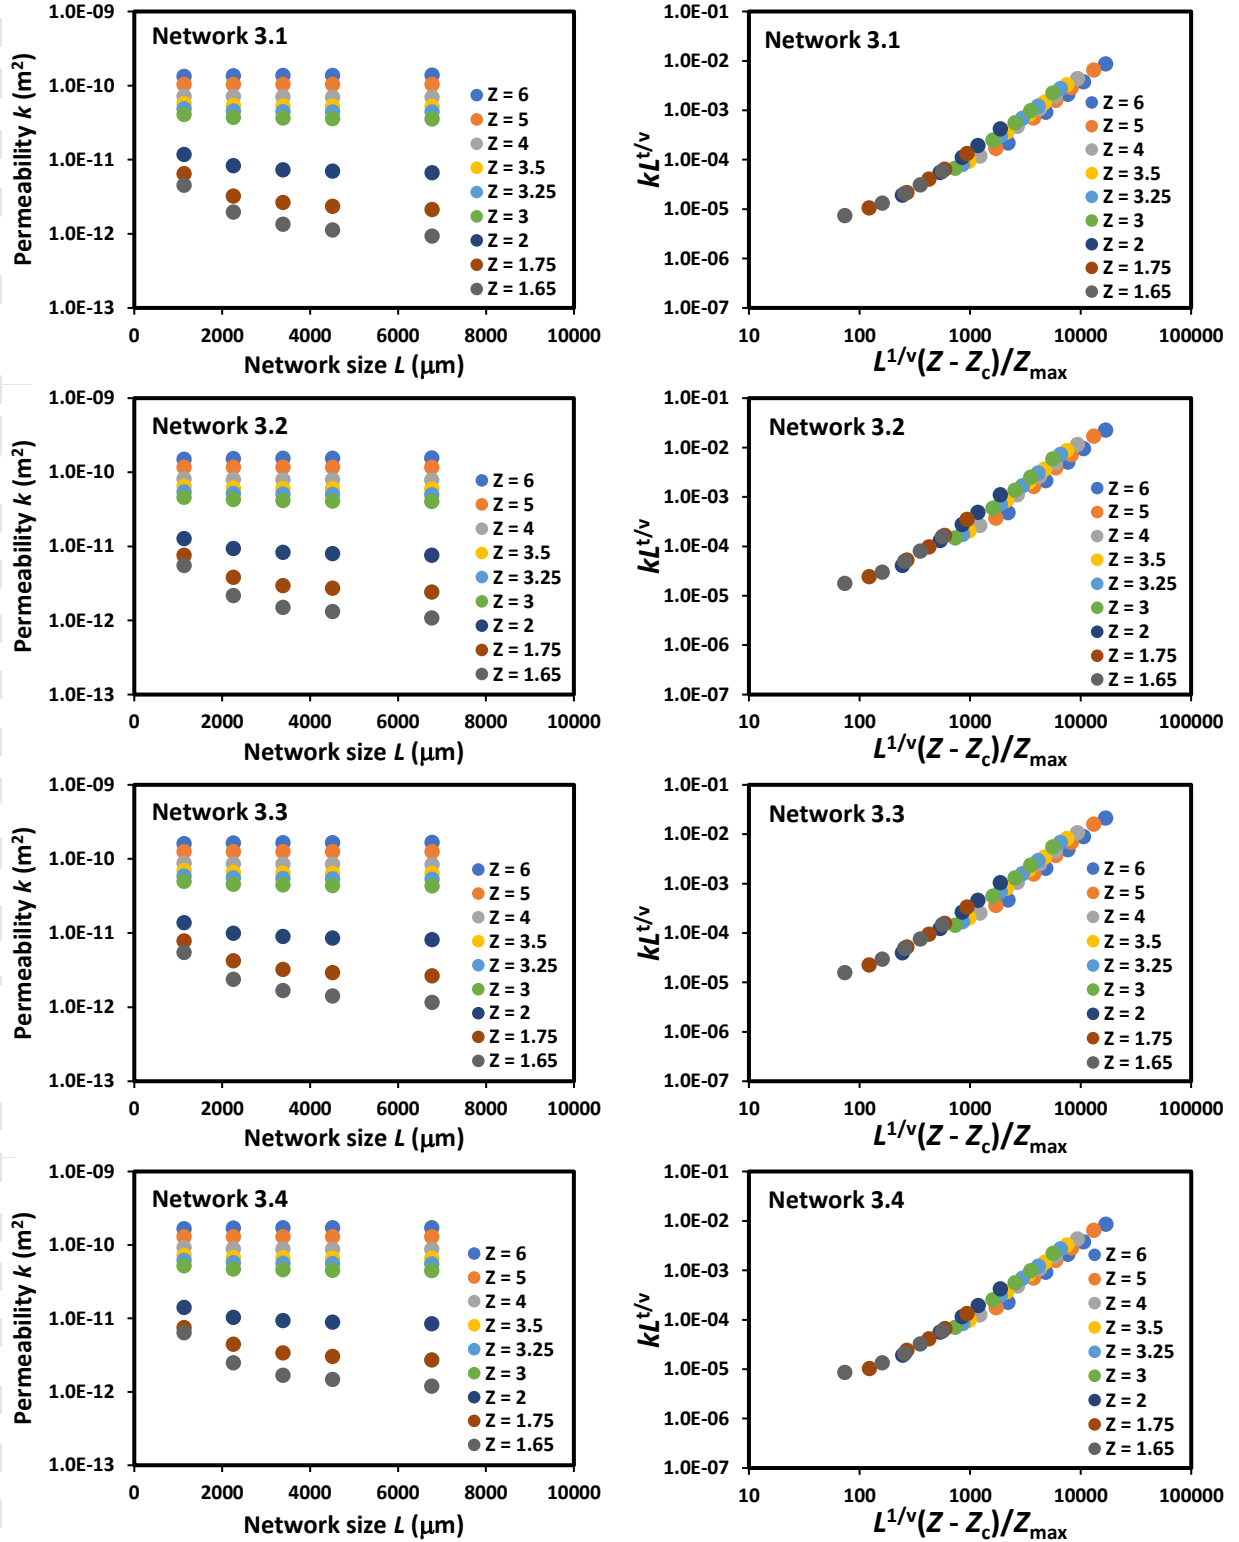 Network 3.1
Permeability k (m²)
1.0E-09
1.0E-10
1.0E-11
1.0E-12
1.0E-13
Z = 6
Z = 5
Z = 4
Z = 3.5
Z = 3.25
Z = 3
Z = 2
Z = 1.75
Z = 1.65
0 2000 4000 6000 8000 10000
Network size L (μm)
Network 3.1
kL^t/ν
1.0E-01
1.0E-02
1.0E-03
1.0E-04
1.0E-05
1.0E-06
1.0E-07
Z = 6
Z = 5
Z = 4
Z = 3.5
Z = 3.25
Z = 3
Z = 2
Z = 1.75
Z = 1.65
10 100 1000 10000 100000
L^1/ν(Z - Zc)/Zmax
Network 3.2
Permeability k (m²)
1.0E-09
1.0E-10
1.0E-11
1.0E-12
1.0E-13
Z = 6
Z = 5
Z = 4
Z = 3.5
Z = 3.25
Z = 3
Z = 2
Z = 1.75
Z = 1.65
0 2000 4000 6000 8000 10000
Network size L (μm)
Network 3.2
kL^t/ν
1.0E-01
1.0E-02
1.0E-03
1.0E-04
1.0E-05
1.0E-06
1.0E-07
Z = 6
Z = 5
Z = 4
Z = 3.5
Z = 3.25
Z = 3
Z = 2
Z = 1.75
Z = 1.65
10 100 1000 10000 100000
L^1/ν(Z - Zc)/Zmax
Network 3.3
Permeability k (m²)
1.0E-09
1.0E-10
1.0E-11
1.0E-12
1.0E-13
Z = 6
Z = 5
Z = 4
Z = 3.5
Z = 3.25
Z = 3
Z = 2
Z = 1.75
Z = 1.65
0 2000 4000 6000 8000 10000
Network size L (μm)
Network 3.3
kL^t/ν
1.0E-01
1.0E-02
1.0E-03
1.0E-04
1.0E-05
1.0E-06
1.0E-07
Z = 6
Z = 5
Z = 4
Z = 3.5
Z = 3.25
Z = 3
Z = 2
Z = 1.75
Z = 1.65
10 100 1000 10000 100000
L^1/ν(Z - Zc)/Zmax
Network 3.4
Permeability k (m²)
1.0E-09
1.0E-10
1.0E-11
1.0E-12
1.0E-13
Z = 6
Z = 5
Z = 4
Z = 3.5
Z = 3.25
Z = 3
Z = 2
Z = 1.75
Z = 1.65
0 2000 4000 6000 8000 10000
Network size L (μm)
Network 3.4
kL^t/ν
1.0E-01
1.0E-02
1.0E-03
1.0E-04
1.0E-05
1.0E-06
1.0E-07
Z = 6
Z = 5
Z = 4
Z = 3.5
Z = 3.25
Z = 3
Z = 2
Z = 1.75
Z = 1.65
10 100 1000 10000 100000
L^1/ν(Z - Zc)/Zmax